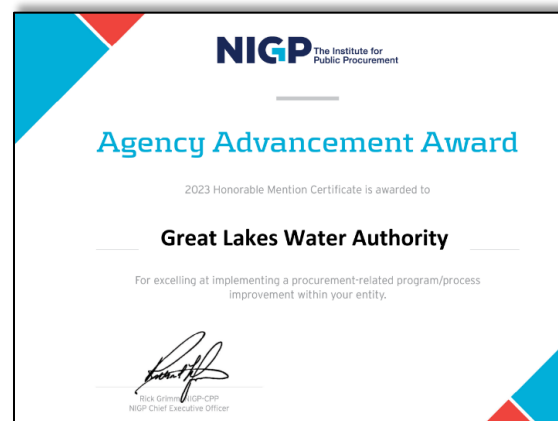 NIGP The Institute for
Public Procurement
Agency Advancement Award
2023 Honorable Mention Certificate is awarded to
Great Lakes Water Authority
For excelling at implementing a procurement-related program/process
improvement within your entity.
Rick Grimm, NIGP-CPP
NIGP Chief Executive Officer